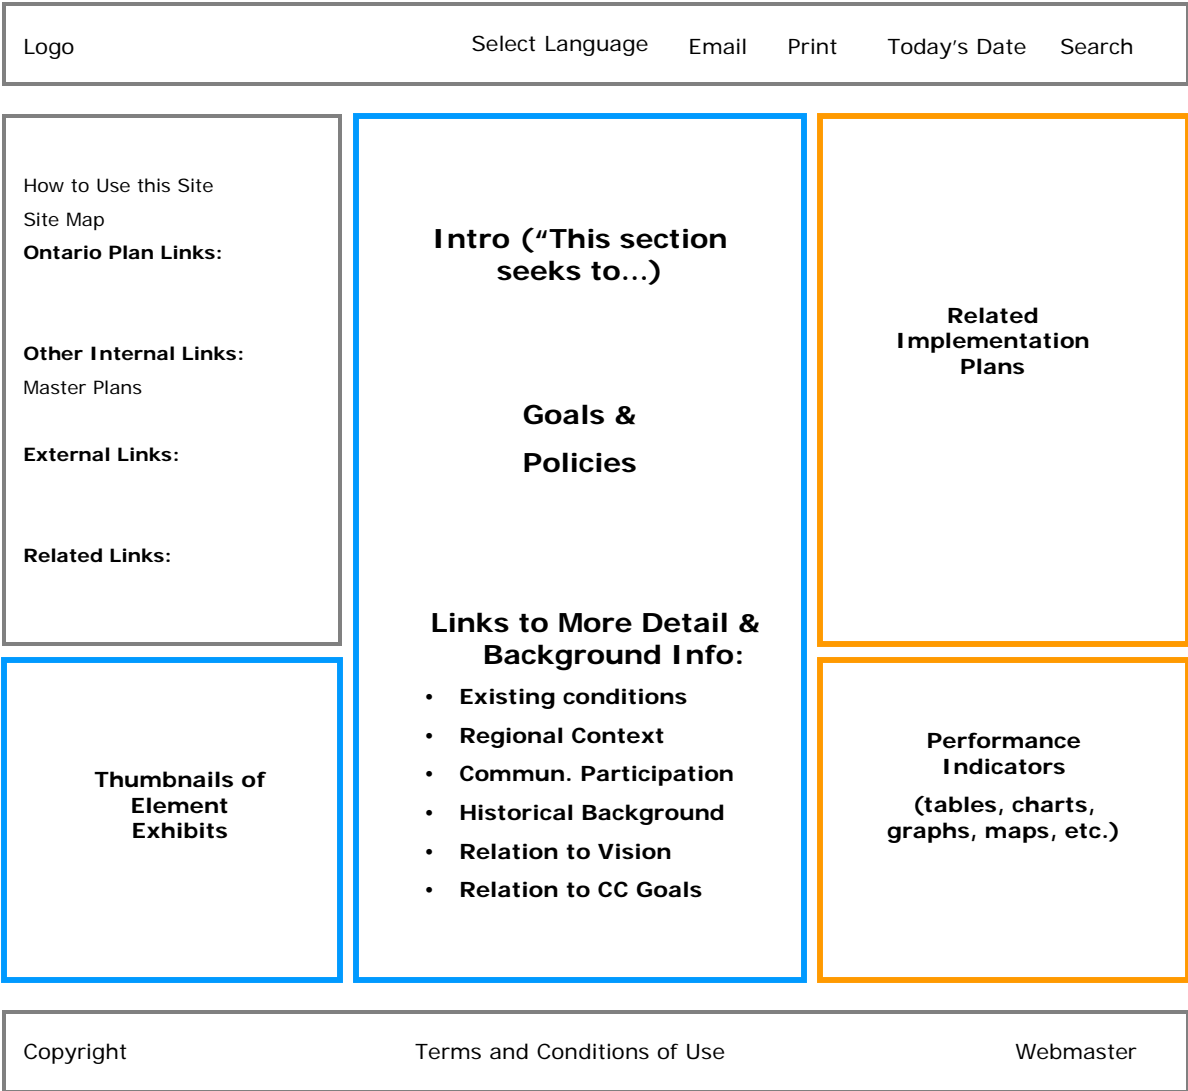 Logo Select Language Email Print Today’s Date Search
How to Use this Site
Site Map
Ontario Plan Links:
Other Internal Links:
Master Plans
External Links:
Related Links:
Thumbnails of
Element
Exhibits
Intro (“This section
seeks to…)
Goals &
Policies
Links to More Detail &
Background Info:
• Existing conditions
• Regional Context
• Commun. Participation
• Historical Background
• Relation to Vision
• Relation to CC Goals
Related
Implementation
Plans
Performance
Indicators
(tables, charts,
graphs, maps, etc.)
Copyright Terms and Conditions of Use Webmaster